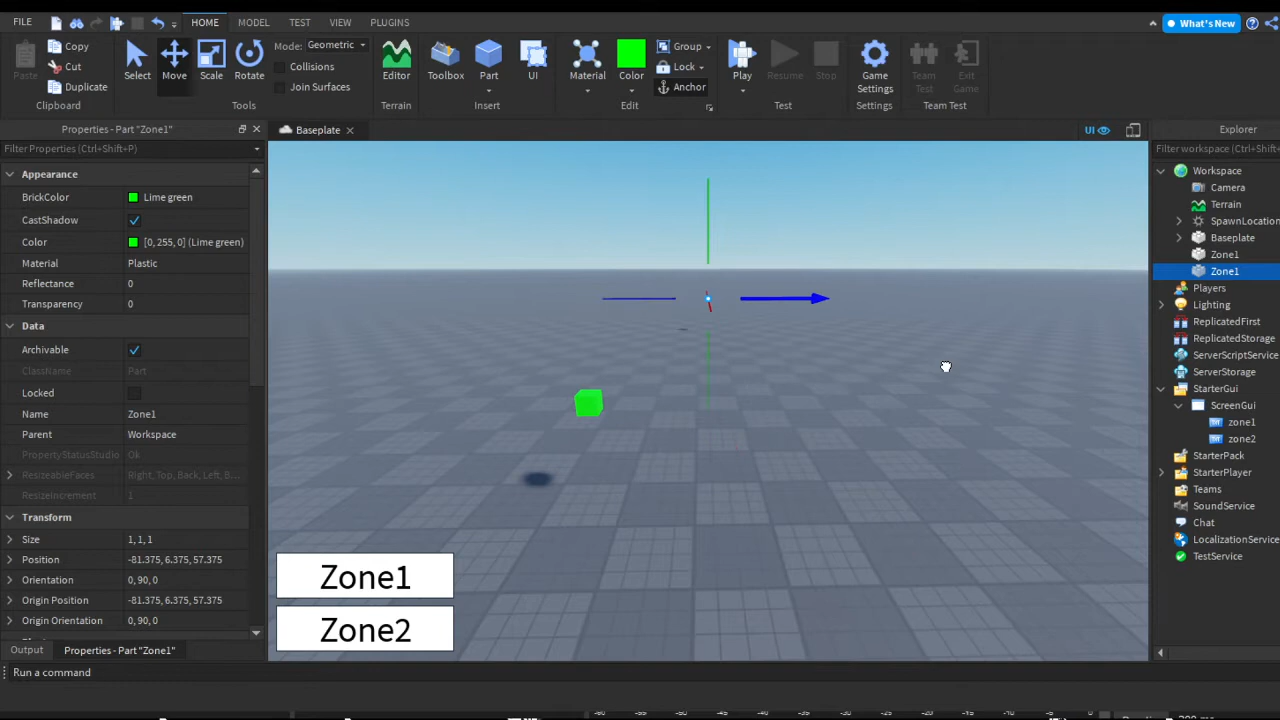 FILE HOME MODEL TEST VIEW PLUGINS What's New
Copy Mode: Geometric Group
Cut Collisions Lock
Paste Duplicate Select Move Scale Rotate Join Surfaces Editor Toolbox Part UI Material Color Anchor Play Resume Stop Game Settings Team Test Exit Game
Clipboard Tools Terrain Insert Edit Test Settings Team Test
Properties - Part "Zone1"
Filter Properties (Ctrl+Shift+P)
Appearance
BrickColor Lime green
CastShadow
Color [0, 255, 0] (Lime green)
Material Plastic
Reflectance 0
Transparency 0
Data
Archivable
ClassName Part
Locked
Name Zone1
Parent Workspace
PropertyStatusStudio Ok
ResizeableFaces Right, Top, Back, Left, B...
ResizeIncrement 1
Transform
Size 1, 1, 1
Position -81.375, 6.375, 57.375
Orientation 0, 90, 0
Origin Position -81.375, 6.375, 57.375
Origin Orientation 0, 90, 0
Output Properties - Part "Zone1"
Run a command
Baseplate
UI
Zone1
Zone2
Explorer
Filter workspace (Ctrl+Sh
Workspace
Camera
Terrain
SpawnLocation
Baseplate
Zone1
Zone1
Players
Lighting
ReplicatedFirst
ReplicatedStorage
ServerScriptService
ServerStorage
StarterGui
ScreenGui
zone1
zone2
StarterPack
StarterPlayer
Teams
SoundService
Chat
LocalizationService
TestService